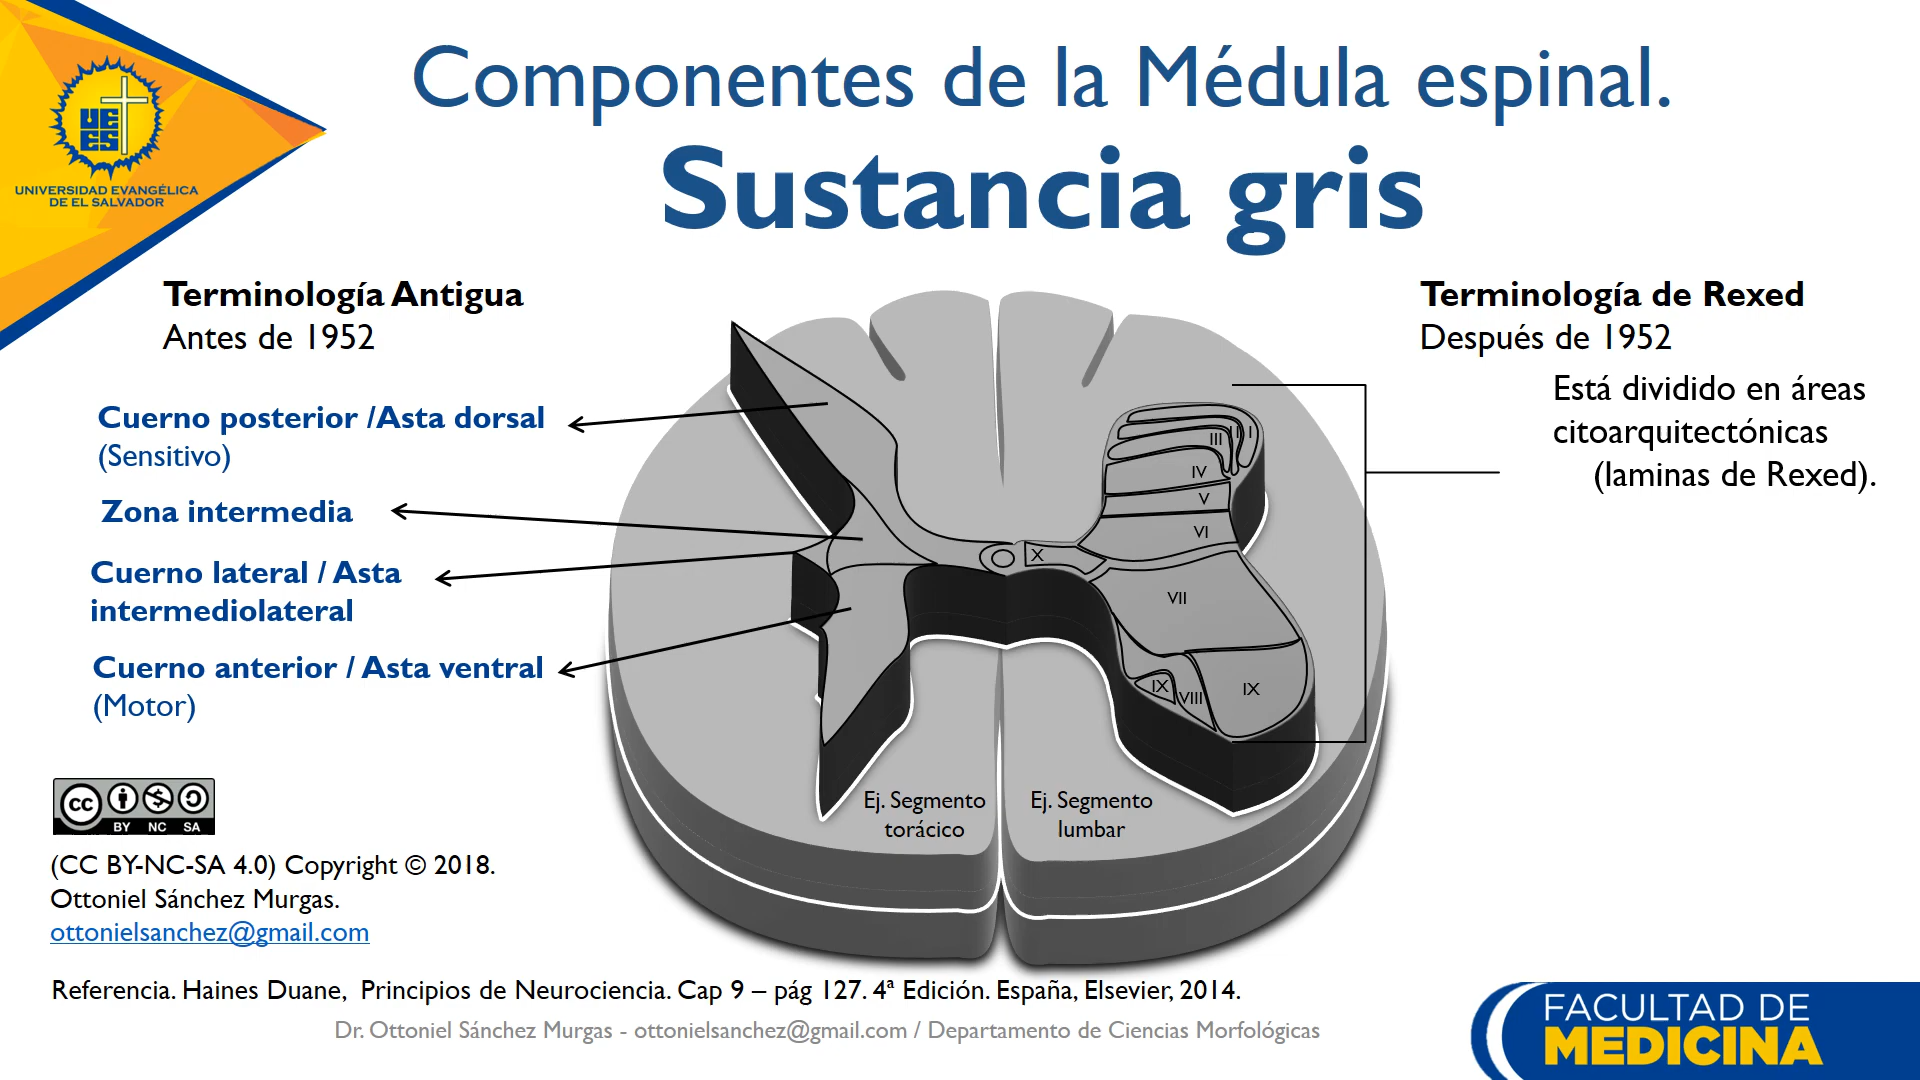 Componentes de la Médula espinal.
Sustancia gris
UE
ES
UNIVERSIDAD EVANGÉLICA
DE EL SALVADOR
Terminología Antigua
Antes de 1952
Cuerno posterior /Asta dorsal
(Sensitivo)
Zona intermedia
Cuerno lateral / Asta
intermediolateral
Cuerno anterior / Asta ventral
(Motor)
Terminología de Rexed
Después de 1952
Está dividido en áreas
citoarquitectónicas
(laminas de Rexed).
III II I
IV
V
VI
X
VII
IX VIII IX
Ej. Segmento
torácico
Ej. Segmento
lumbar
cc
BY NC SA
(CC BY-NC-SA 4.0) Copyright © 2018.
Ottoniel Sánchez Murgas.
ottonielsanchez@gmail.com
Referencia. Haines Duane, Principios de Neurociencia. Cap 9 – pág 127. 4ª Edición. España, Elsevier, 2014.
Dr. Ottoniel Sánchez Murgas - ottonielsanchez@gmail.com / Departamento de Ciencias Morfológicas
FACULTAD DE
MEDICINA